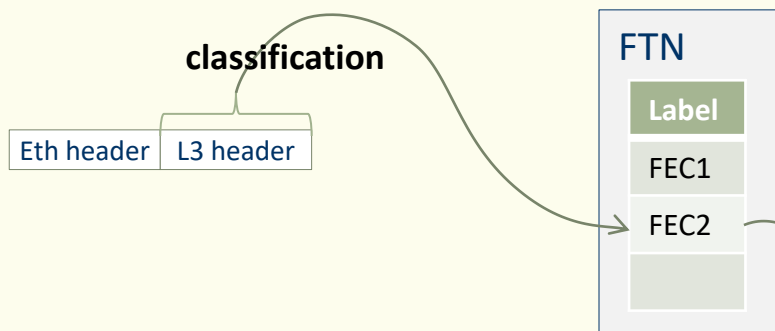 classification
Eth header L3 header
FTN
Label
FEC1
FEC2